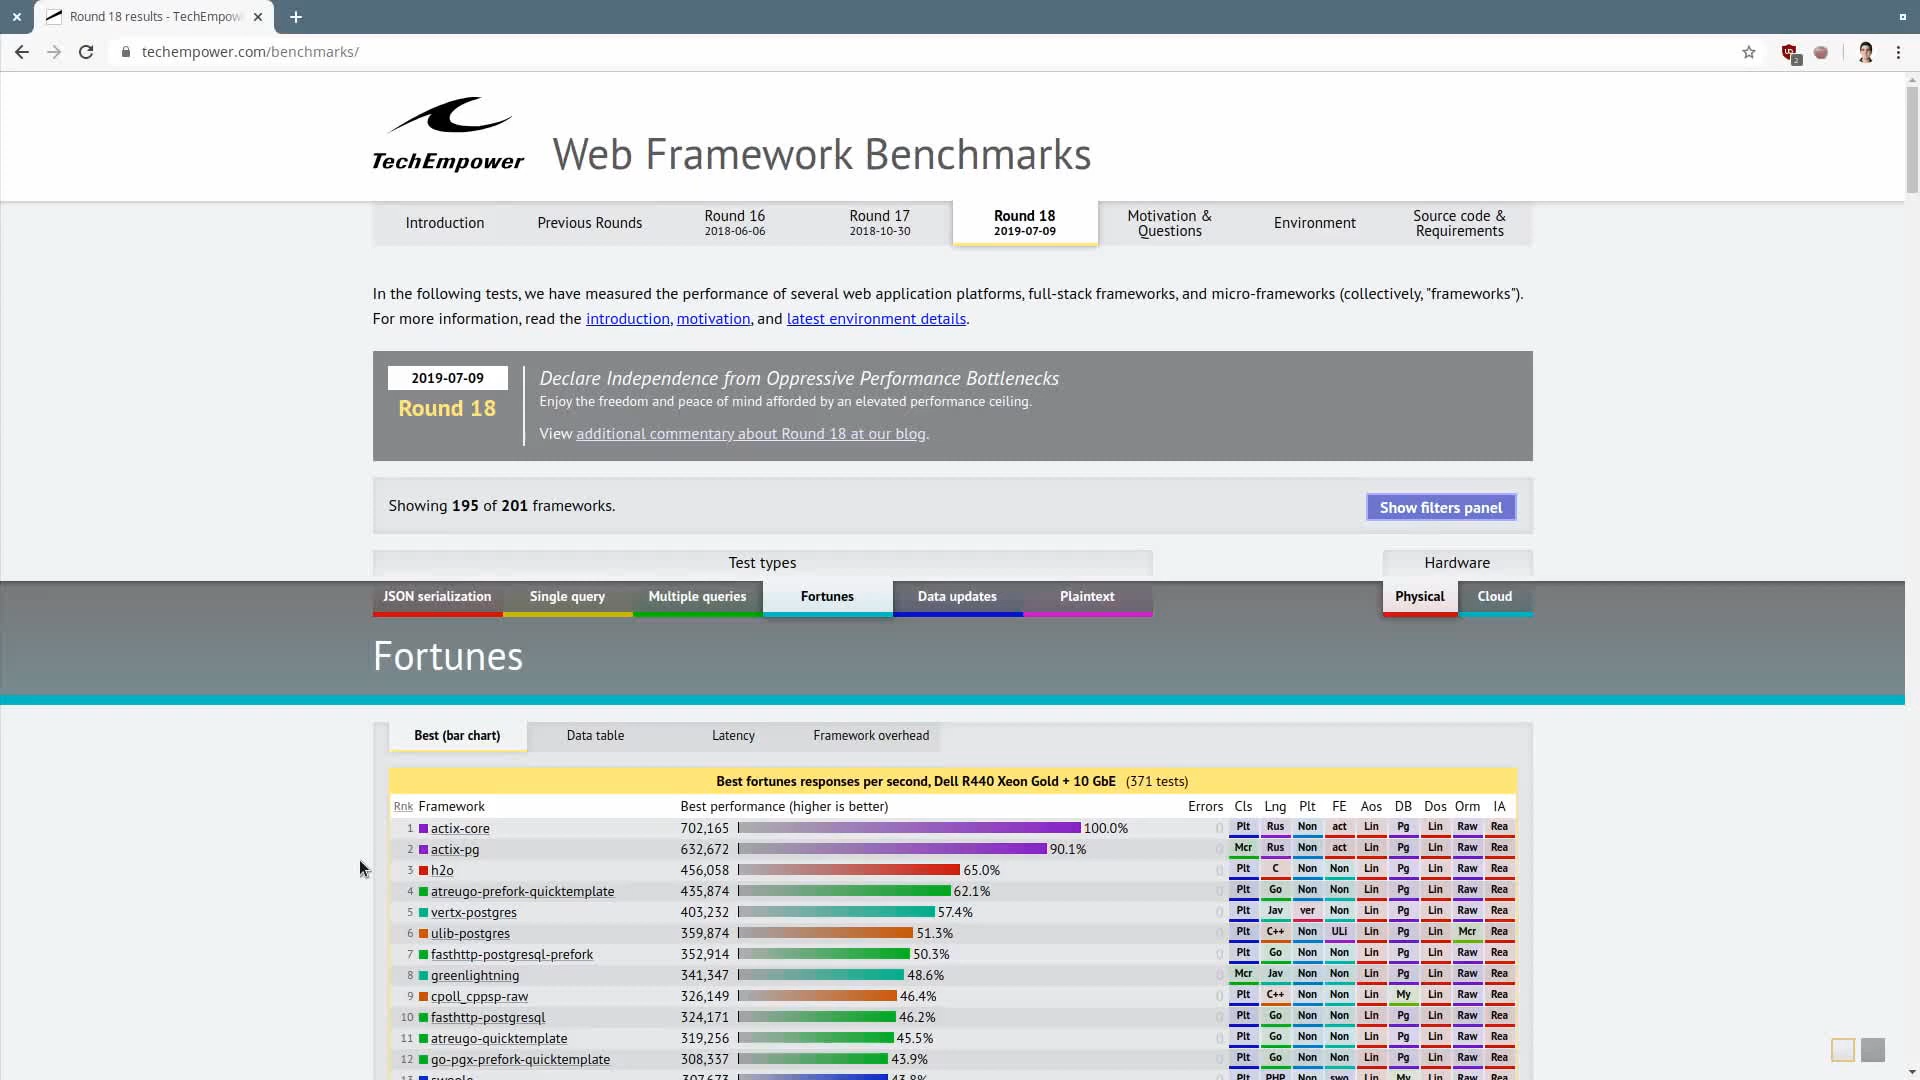 Round 18 results - TechEmpow
techempower.com/benchmarks/
2
TechEmpower
Web Framework Benchmarks
Introduction
Previous Rounds
Round 16
2018-06-06
Round 17
2018-10-30
Round 18
2019-07-09
Motivation &
Questions
Environment
Source code &
Requirements
In the following tests, we have measured the performance of several web application platforms, full-stack frameworks, and micro-frameworks (collectively, "frameworks").
For more information, read the introduction, motivation, and latest environment details.
2019-07-09
Round 18
Declare Independence from Oppressive Performance Bottlenecks
Enjoy the freedom and peace of mind afforded by an elevated performance ceiling.
View additional commentary about Round 18 at our blog.
Showing 195 of 201 frameworks.
Show filters panel
Test types
Hardware
JSON serialization Single query Multiple queries Fortunes Data updates Plaintext
Physical Cloud
Fortunes
Best (bar chart) Data table Latency Framework overhead
Best fortunes responses per second, Dell R440 Xeon Gold + 10 GbE (371 tests)
Rnk Framework Best performance (higher is better) Errors Cls Lng Plt FE Aos DB Dos Orm IA
1 actix-core 702,165 100.0% 0 Plt Rus Non act Lin Pg Lin Raw Rea
2 actix-pg 632,672 90.1% 0 Mcr Rus Non act Lin Pg Lin Raw Rea
3 h2o 456,058 65.0% 0 Plt C Non Non Lin Pg Lin Raw Rea
4 atreugo-prefork-quicktemplate 435,874 62.1% 0 Plt Go Non Non Lin Pg Lin Raw Rea
5 vertx-postgres 403,232 57.4% 0 Plt Jav ver Non Lin Pg Lin Raw Rea
6 ulib-postgres 359,874 51.3% 0 Plt C++ Non ULi Lin Pg Lin Mcr Rea
7 fasthttp-postgresql-prefork 352,914 50.3% 0 Plt Go Non Non Lin Pg Lin Raw Rea
8 greenlightning 341,347 48.6% 0 Mcr Jav Non Non Lin Pg Lin Raw Rea
9 cpoll_cppsp-raw 326,149 46.4% 0 Plt C++ Non Non Lin My Lin Raw Rea
10 fasthttp-postgresql 324,171 46.2% 0 Plt Go Non Non Lin Pg Lin Raw Rea
11 atreugo-quicktemplate 319,256 45.5% 0 Plt Go Non Non Lin Pg Lin Raw Rea
12 go-pgx-prefork-quicktemplate 308,337 43.9% 0 Plt Go Non Non Lin Pg Lin Raw Rea
13 swoole 307,673 43.8% Plt PHP Non swo Lin My Lin Raw Rea